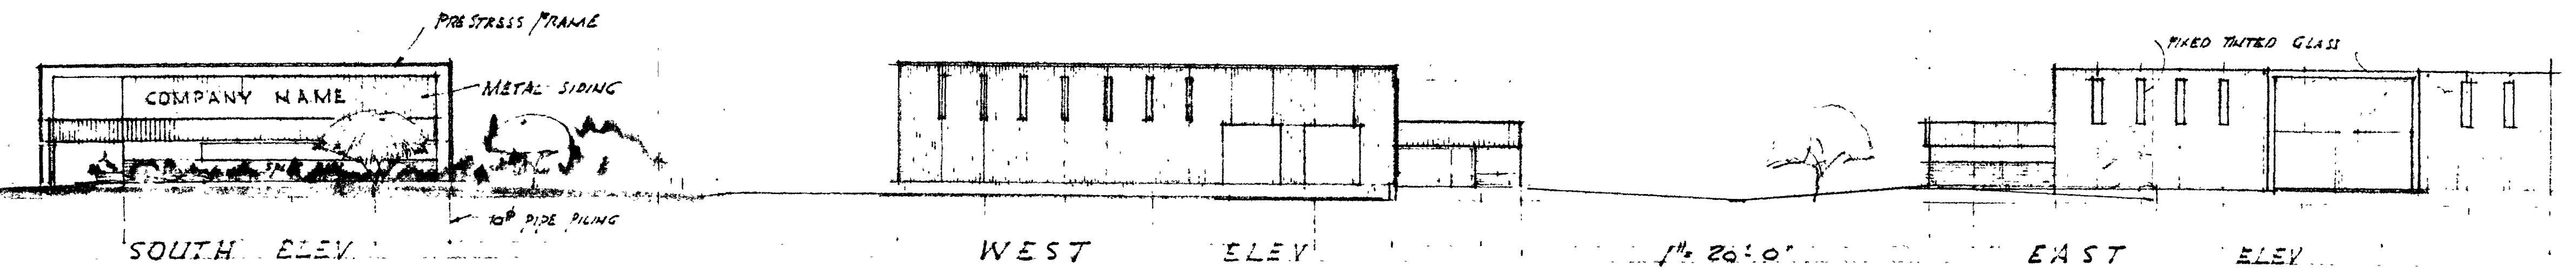 PRESTRESS FRAME
COMPANY NAME
METAL SIDING
10"ϕ PIPE PILING
SOUTH ELEV
WEST ELEV
1"= 20'-0"
FIXED TINTED GLASS
EAST ELEV